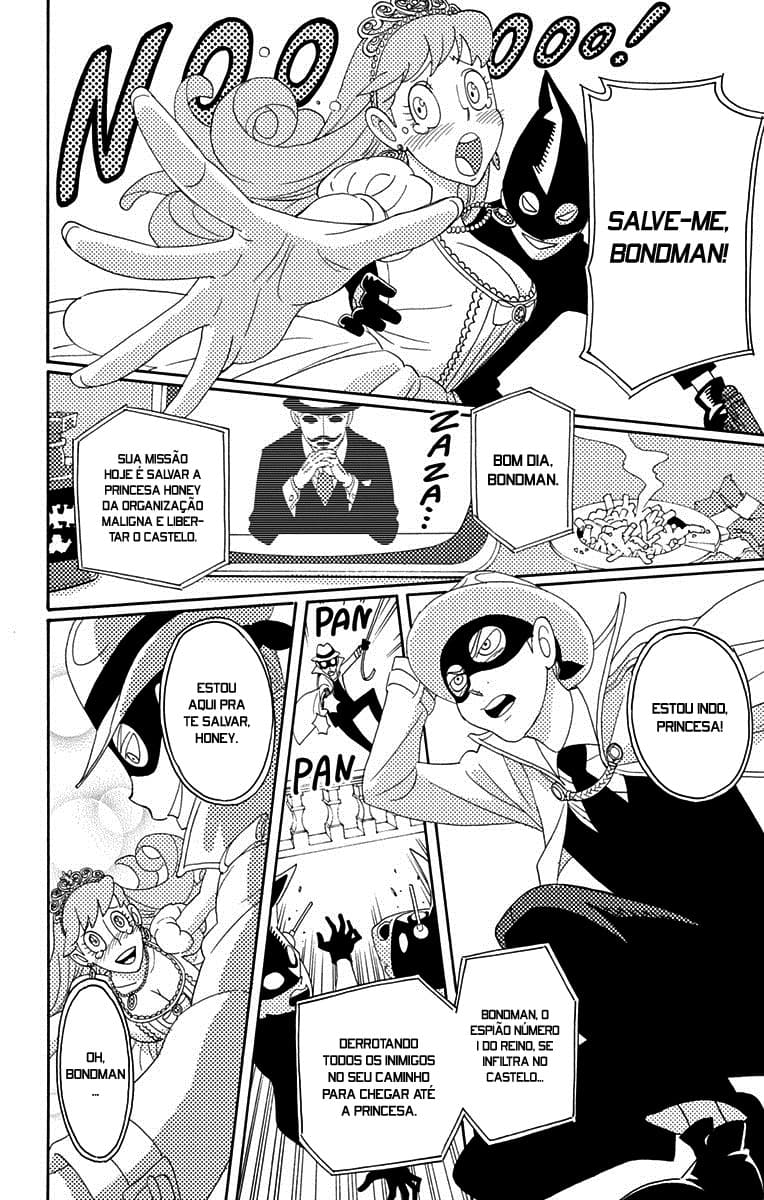 NOOOOOO!
SALVE-ME,
BONDMAN!
BOM DIA,
BONDMAN.
ZAZAZA...
SUA MISSÃO
HOJE É SALVAR A
PRINCESA HONEY
DA ORGANIZAÇÃO
MALIGNA E LIBER-
TAR O CASTELO.
ESTOU INDO,
PRINCESA!
BONDMAN, O
ESPIÃO NÚMERO
1 DO REINO, SE
INFILTRA NO
CASTELO...
PAN
PAN
DERROTANDO
TODOS OS INIMIGOS
NO SEU CAMINHO
PARA CHEGAR ATÉ
A PRINCESA.
ESTOU
AQUI PRA
TE SALVAR,
HONEY.
OH,
BONDMAN
...